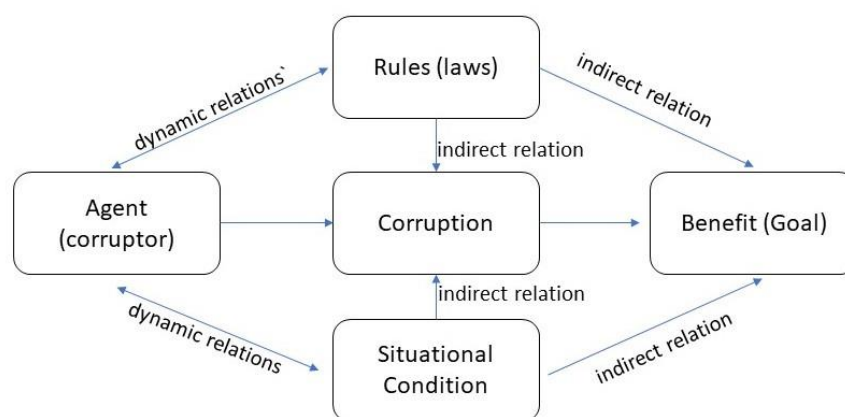 Rules (laws)
dynamic relations`
indirect relation
indirect relation
Agent
(corruptor)
Corruption
Benefit (Goal)
indirect relation
dynamic relations
Situational
Condition
indirect relation